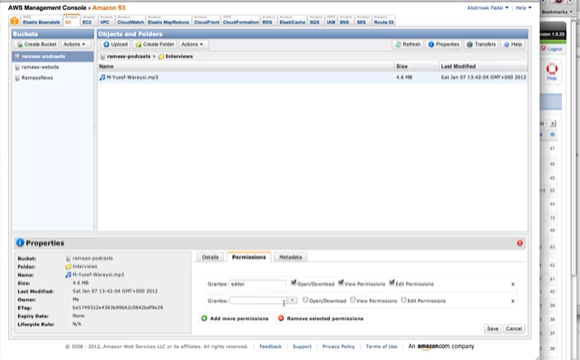 AWS Management Console › Amazon S3
Abdirisak Fadal
Help
Elastic Beanstalk
S3
EC2
VPC
CloudWatch
Elastic MapReduce
CloudFront
CloudFormation
RDS
ElastiCache
SQS
IAM
SNS
SES
Route 53
Buckets
Create Bucket
Actions
Objects and Folders
Upload
Create Folder
Actions
Refresh
Properties
Transfers
Help
ramaas-podcasts
ramaas-website
RamaasNews
ramaas-podcasts
Interviews
Name
Size
Last Modified
M-Yusuf-Wareysi.mp3
4.6 MB
Sat Jan 07 13:42:04 GMT+000 2012
Bookmarks
Logout
Help
Properties
Bucket: ramaas-podcasts
Folder: Interviews
Name: M-Yusuf-Wareysi.mp3
Size: 4.6 MB
Last Modified: Sat Jan 07 13:42:04 GMT+000 2012
Owner: Me
ETag:
Expiry Date: None
Lifecycle Rule: N/A
Details
Permissions
Metadata
Grantee: editor
Open/Download
View Permissions
Edit Permissions
x
Grantee:
Open/Download
View Permissions
Edit Permissions
x
Add more permissions
Remove selected permissions
Save
Cancel
© 2008 - 2012, Amazon Web Services LLC or its affiliates. All rights reserved.
Feedback
Support
Privacy Policy
Terms of Use
An amazon.com company